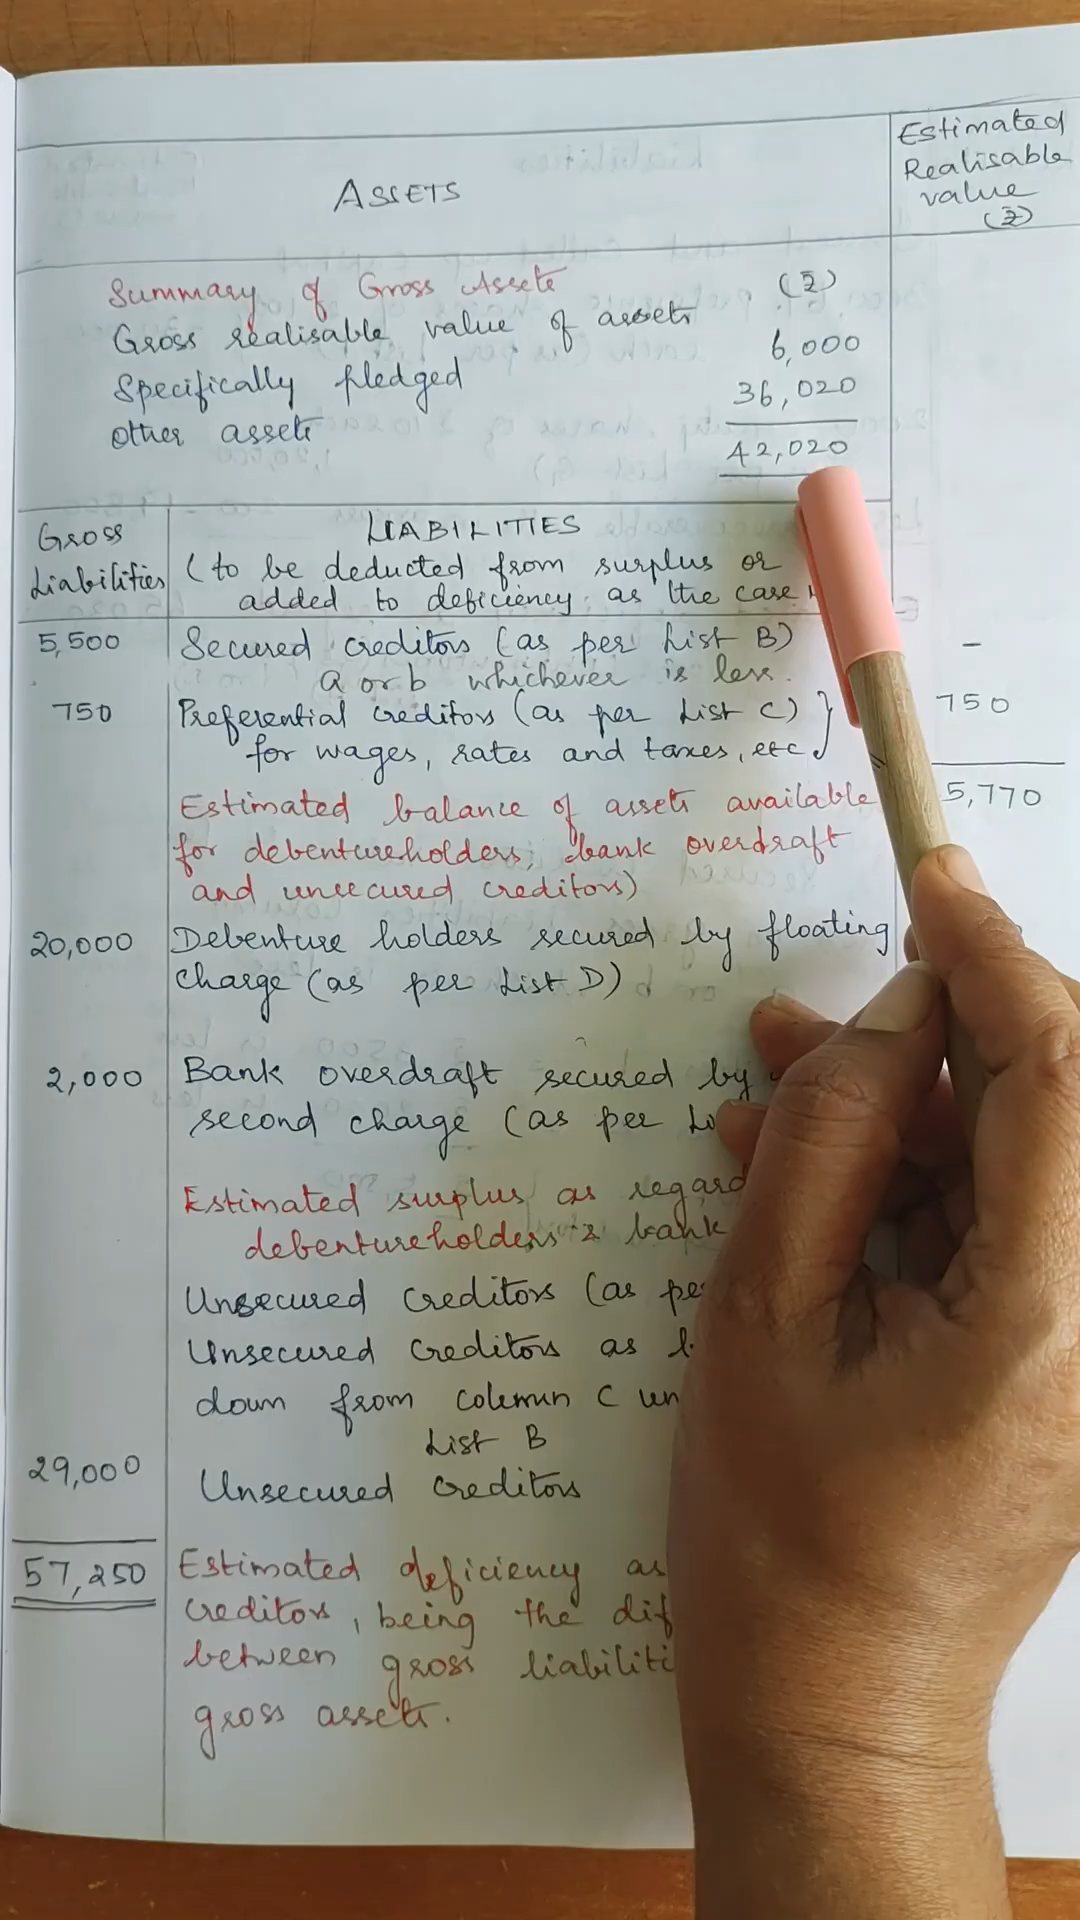 ASSETS
Estimated
Realisable
value
(₹)
Summary of Gross Assets (₹)
Gross realisable value of assets
Specifically pledged 6,000
other assets 36,020
42,020
Gross
Liabilities
LIABILITIES
(to be deducted from surplus or
added to deficiency as the case
5,500 Secured creditors (as per List B) -
a or b whichever is less.
750 Preferential creditors (as per List C) 750
for wages, rates and taxes, etc
Estimated balance of assets available 5,770
for debentureholders, bank overdraft
and unsecured creditors)
20,000 Debenture holders secured by floating
charge (as per List D)
2,000 Bank overdraft secured by
second charge (as per
Estimated surplus as regard
debentureholders & bank
Unsecured creditors (as per
Unsecured creditors as
down from column C
List B
29,000 Unsecured creditors
57,250 Estimated deficiency as
creditors, being the dif
between gross liabiliti
gross assets.